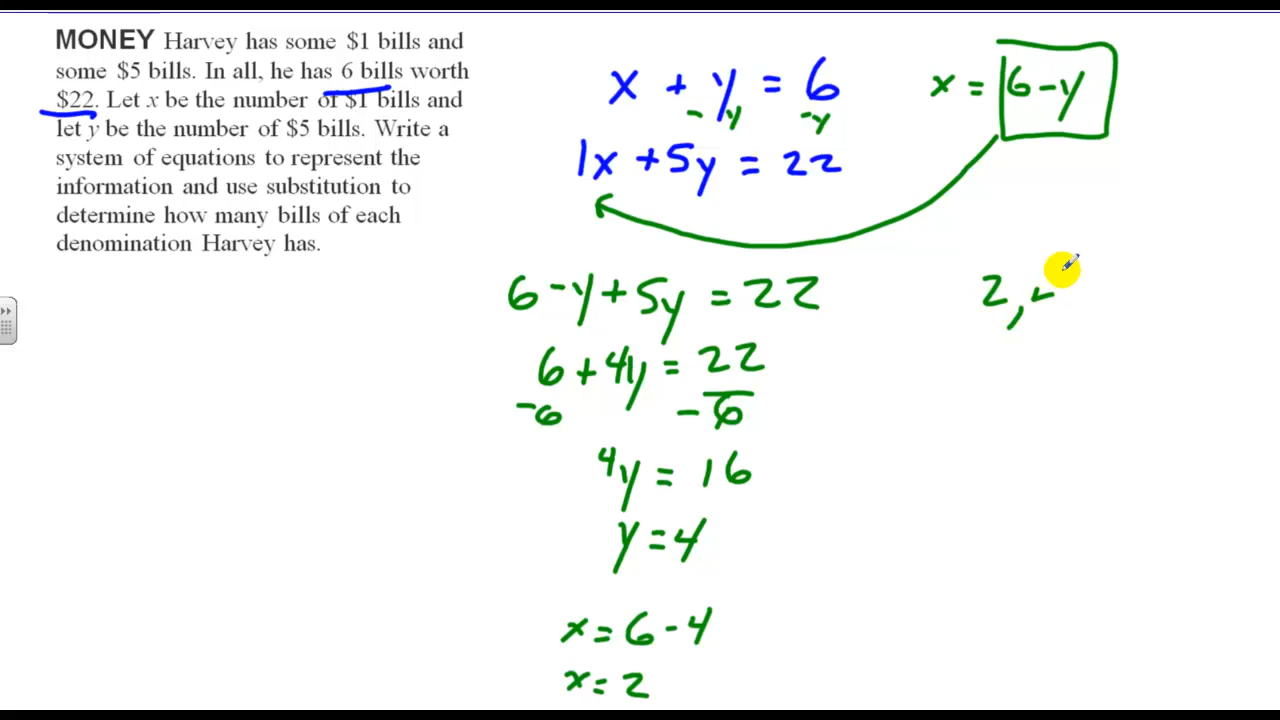 MONEY Harvey has some $1 bills and
some $5 bills. In all, he has 6 bills worth
$22. Let x be the number of $1 bills and
let y be the number of $5 bills. Write a
system of equations to represent the
information and use substitution to
determine how many bills of each
denomination Harvey has.
x + y = 6
-y -y
1x + 5y = 22
x = 6 - y
6 - y + 5y = 22
6 + 4y = 22
-6 -6
4y = 16
y = 4
x = 6 - 4
x = 2
2, 4